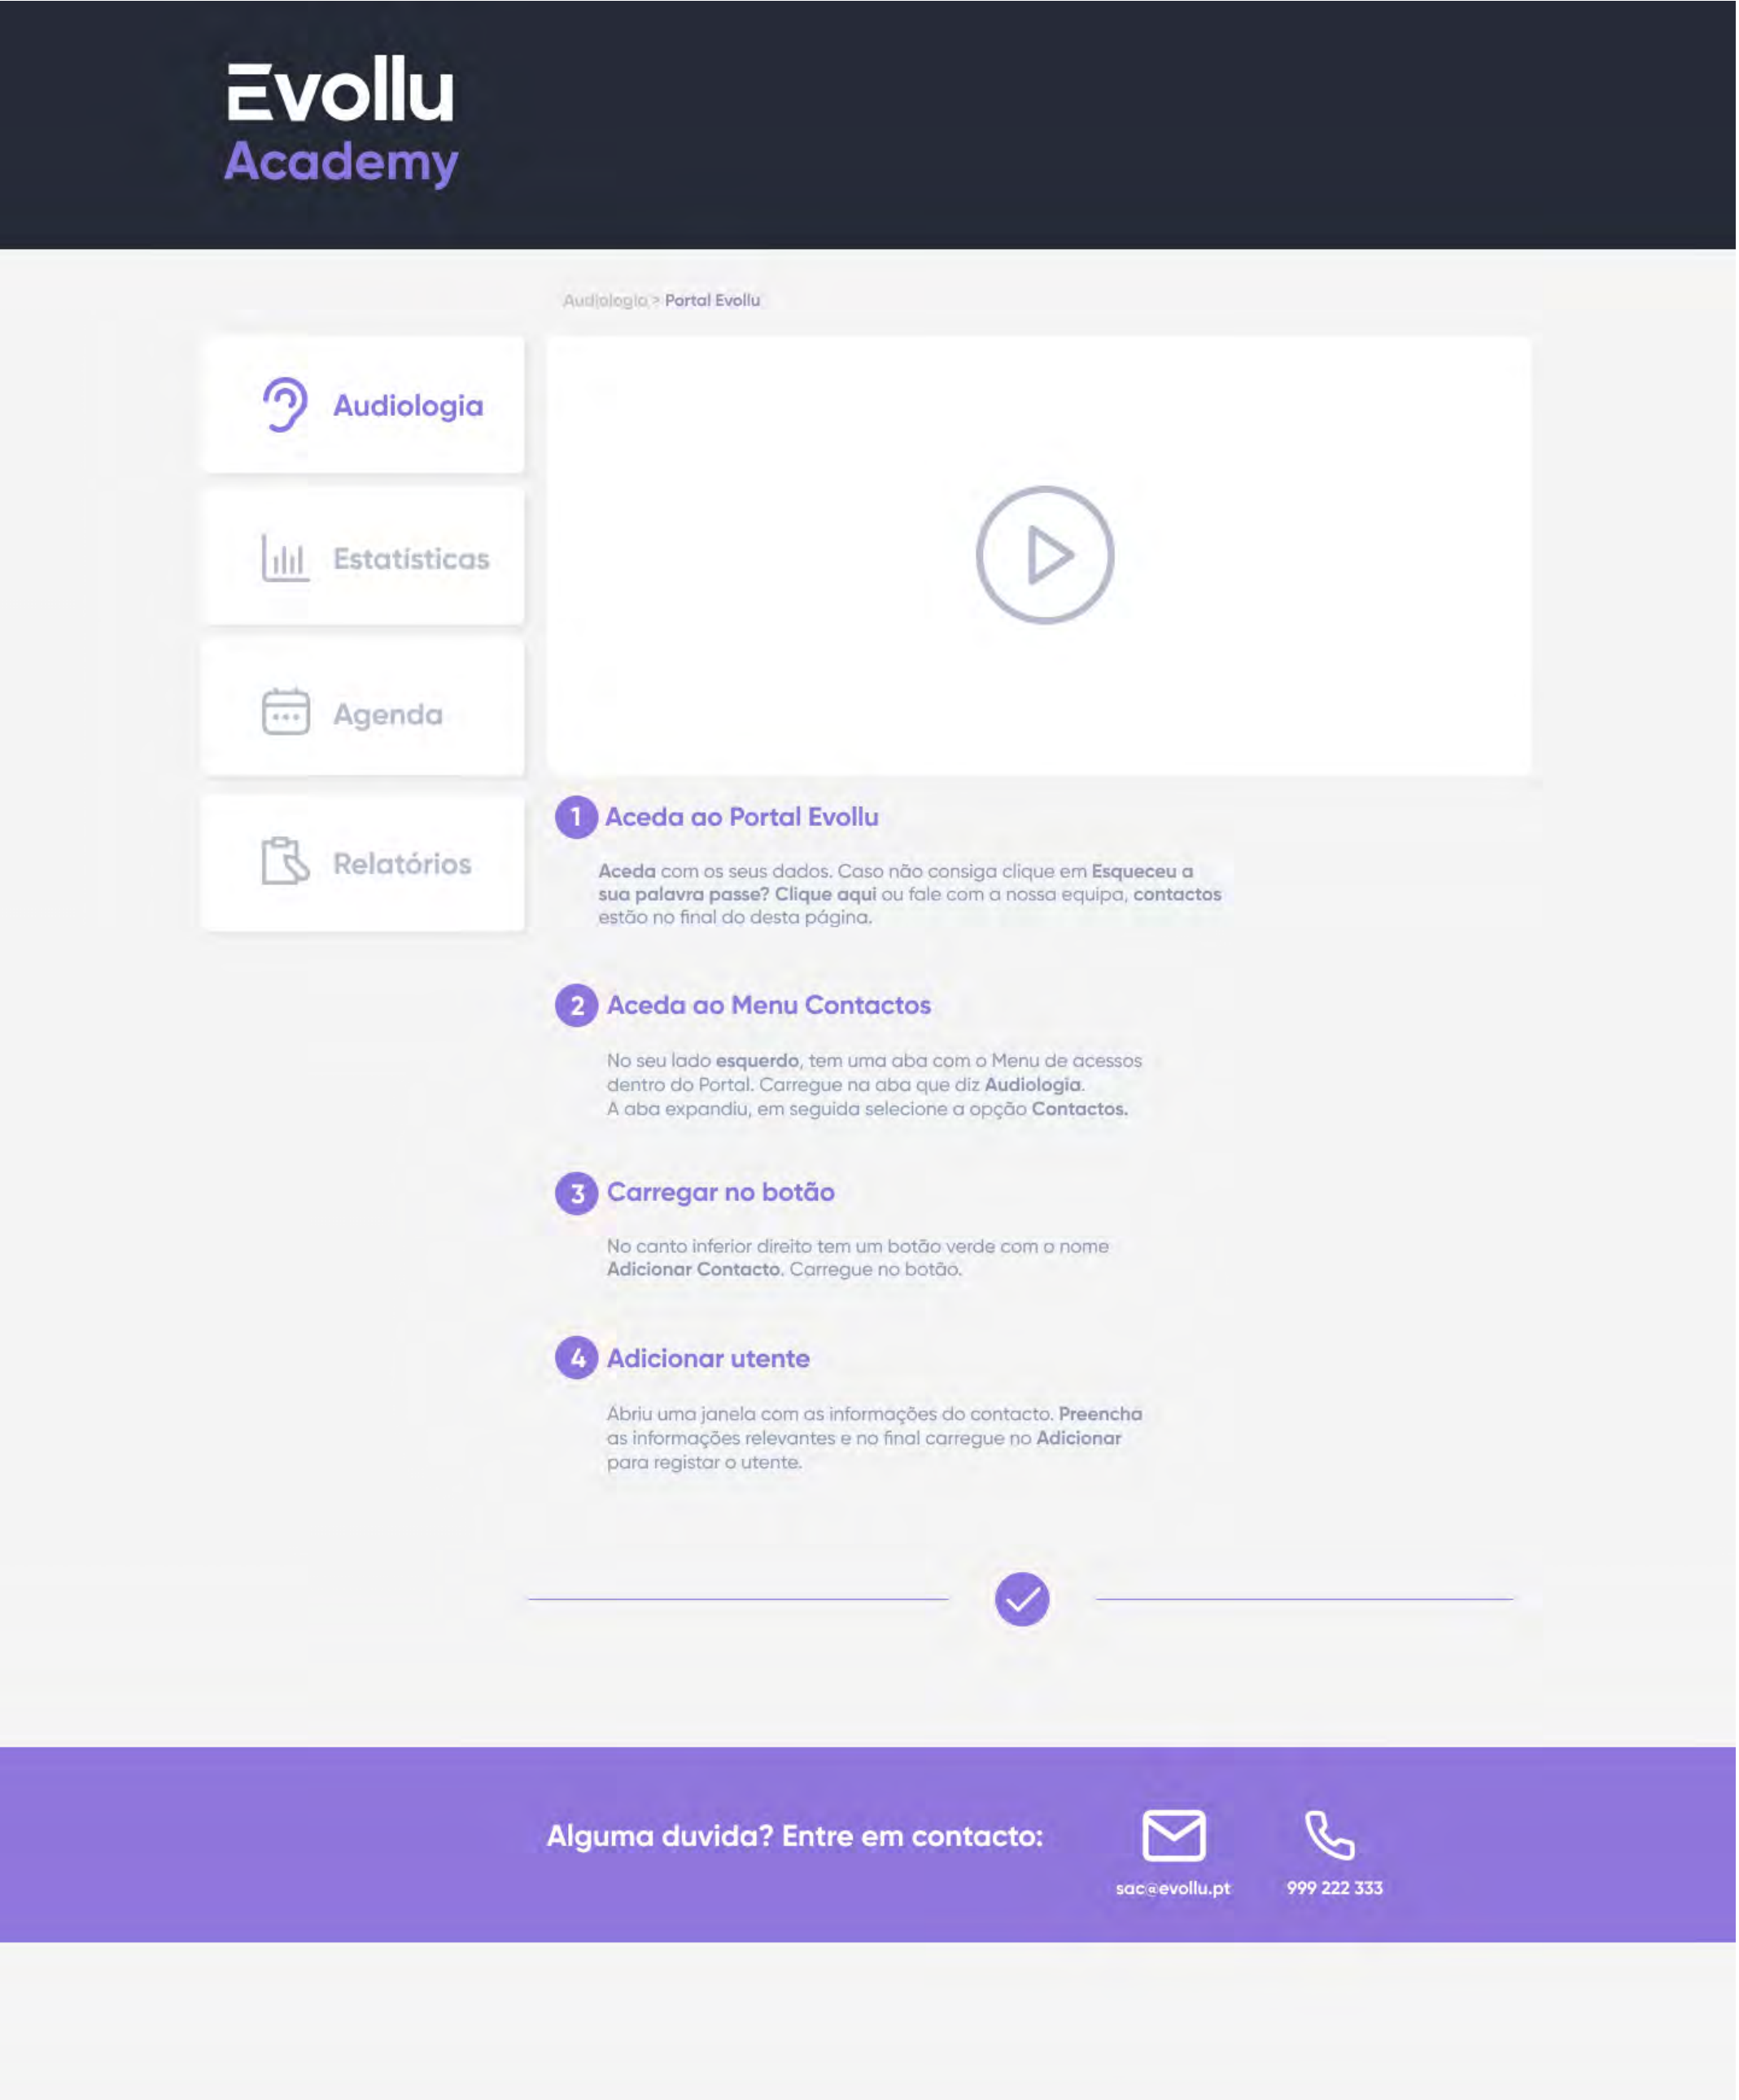 Evollu
Academy
Audiologia > Portal Evollu
Audiologia
Estatísticas
Agenda
Relatórios
1 Aceda ao Portal Evollu
Aceda com os seus dados. Caso não consiga clique em Esqueceu a
sua palavra passe? Clique aqui ou fale com a nossa equipa, contactos
estão no final do desta página.
2 Aceda ao Menu Contactos
No seu lado esquerdo, tem uma aba com o Menu de acessos
dentro do Portal. Carregue na aba que diz Audiologia.
A aba expandiu, em seguida selecione a opção Contactos.
3 Carregar no botão
No canto inferior direito tem um botão verde com o nome
Adicionar Contacto. Carregue no botão.
4 Adicionar utente
Abriu uma janela com as informações do contacto. Preencha
as informações relevantes e no final carregue no Adicionar
para registar o utente.
Alguma duvida? Entre em contacto:
sac@evollu.pt
999 222 333